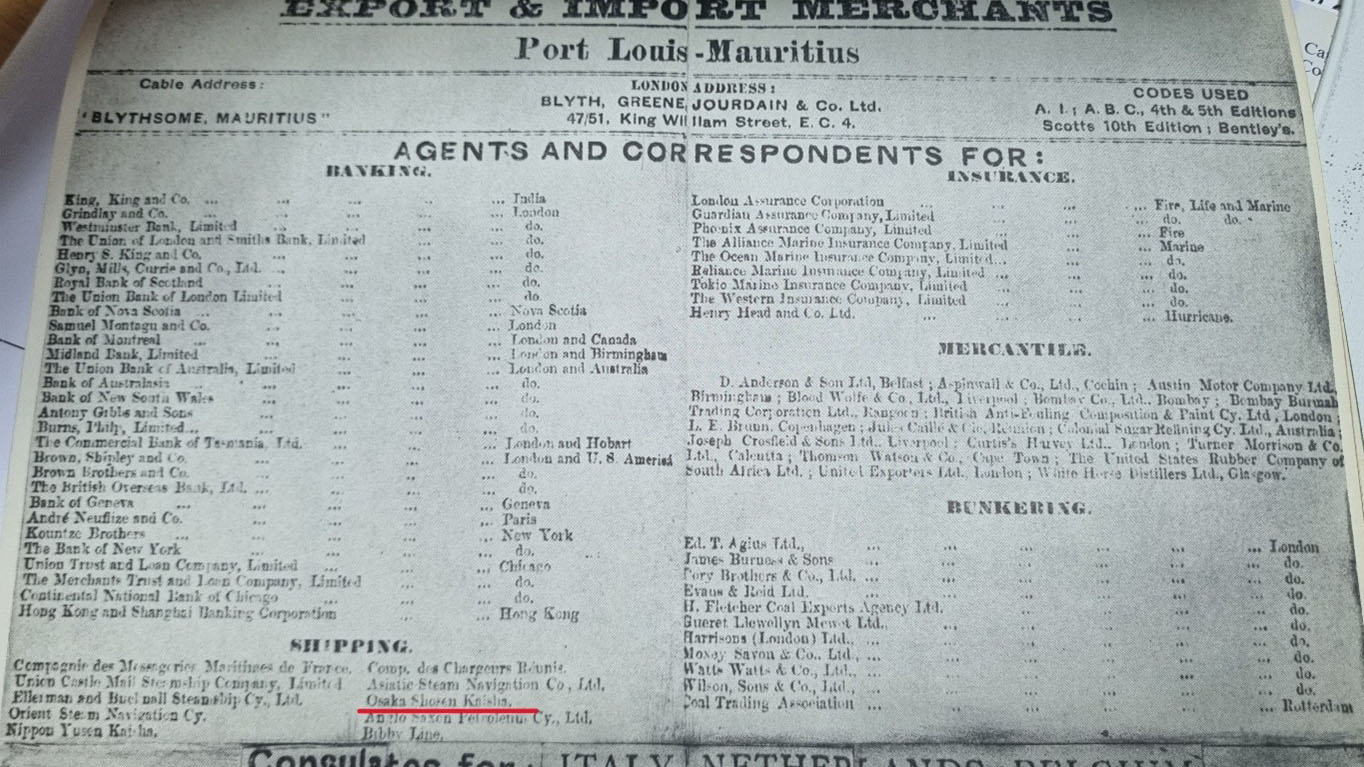 EXPORT & IMPORT MERCHANTS
Port Louis-Mauritius
Cable Address:
"BLYTHSOME, MAURITIUS"
LONDON ADDRESS:
BLYTH, GREENE, JOURDAIN & Co. Ltd.
47/51, King William Street, E. C. 4.
CODES USED
A. I.; A. B. C., 4th & 5th Editions
Scotts 10th Edition; Bentley's.
AGENTS AND CORRESPONDENTS FOR:
BANKING.
King, King and Co. ... ... ... .. ... India
Grindlay and Co. ... ... ... ... ... London
Westminster Bank, Limited ... ... ... do.
The Union of London and Smiths Bank, Limited ... ... do.
Henry S. King and Co. ... ... ... ... do.
Glyn, Mills, Currie and Co., Ltd. ... ... ... ... do.
Royal Bank of Scotland ... ... ... do.
The Union Bank of London Limited ... ... ... do.
Bank of Nova Scotia ... ... ... ... Nova Scotia
Samuel Montagu and Co. ... ... ... London
Bank of Montreal ... ... ... ... London and Canada
Midland Bank, Limited ... ... ... ... London and Birmingham
The Union Bank of Australia, Limited ... ... ... London and Australia
Bank of Australasia ... ... ... ... do.
Bank of New South Wales ... ... ... do.
Antony Gibbs and Sons ... ... ... do.
Burns, Philp, Limited... ... ... ... do.
The Commercial Bank of Tasmania, Ltd. ... ... ... London and Hobart
Brown, Shipley and Co. ... ... ... ... London and U. S. America
Brown Brothers and Co. ... ... ... do.
The British Overseas Bank, Ltd. ... ... ... ... do.
Bank of Geneva ... ... ... ... Geneva
André Neuflize and Co. ... ... ... ... Paris
Kountze Brothers ... ... ... ... New York
The Bank of New York ... ... ... do.
Union Trust and Loan Company, Limited ... ... ... Chicago
The Merchants Trust and Loan Company, Limited ... ... do.
Continental National Bank of Chicago ... ... ... do.
Hong Kong and Shanghai Banking Corporation ... ... Hong Kong
SHIPPING.
Compagnie des Messageries Maritimes de France.
Union Castle Mail Steamship Company, Limited
Ellerman and Bucknall Steamship Cy., Ltd.
Orient Steam Navigation Cy.
Nippon Yusen Kaisha.
Comp. des Chargeurs Réunis.
Asiatic Steam Navigation Co, Ltd.
Osaka Shosen Kaisha.
Anglo Saxon Petroleum Cy., Ltd.
Bibby Line.
INSURANCE.
London Assurance Corporation ... ... ... Fire, Life and Marine
Guardian Assurance Company, Limited ... ... do. do.
Phœnix Assurance Company, Limited ... ... ... Fire
The Alliance Marine Insurance Company, Limited ... ... Marine
The Ocean Marine Insurance Company, Limited... ... ... do.
Reliance Marine Insurance Company, Limited ... ... ... do.
Tokio Marine Insurance Company, Limited ... ... do.
The Western Insurance Company, Limited ... ... do.
Henry Head and Co. Ltd. ... ... ... ... Hurricane.
MERCANTILE.
D. Anderson & Son Ltd, Belfast; Aspinwall & Co., Ltd., Cochin; Austin Motor Company Ltd.,
Birmingham; Blood Wolfe & Co, Ltd., Liverpool; Bombay Co., Ltd., Bombay; Bombay Burmah
Trading Corporation Ltd., Rangoon; British Anti-Fouling Composition & Paint Cy. Ltd, London;
L. E. Bruun, Copenhagen; Jules Caillé & Cie, Réunion; Colonial Sugar Refining Cy. Ltd., Australia;
Joseph Crosfield & Sons Ltd., Liverpool; Curtis's Harvey Ltd., London; Turner, Morrison & Co.
Ltd., Calcutta; Thomson Watson & Co., Cape Town; The United States Rubber Company of
South Africa Ltd.; United Exporters Ltd, London; White Horse Distillers Ltd., Glasgow.
BUNKERING.
Ed. T. Agius Ltd., ... ... ... ... ... ... London
James Burness & Sons ... ... ... ... ... do.
Cory Brothers & Co., Ltd. ... ... ... ... ... do.
Evans & Reid Ltd. ... ... ... ... ... do.
H. Fletcher Coal Exports Agency Ltd. ... ... ... ... do.
Gueret Llewellyn Mewet Ltd., ... ... ... ... do.
Harrisons (London) Ltd., ... ... ... ... ... do.
Moxey Savon & Co.. Ltd., ... ... ... ... ... do.
Watts Watts & Co., Ltd., ... ... ... ... ... do.
Wilson, Sons & Co., Ltd., ... ... ... ... ... do.
Coal Trading Association ... ... ... ... ... Rotterdam
Consulates for: ITALY, NETHERLANDS, BELGIUM